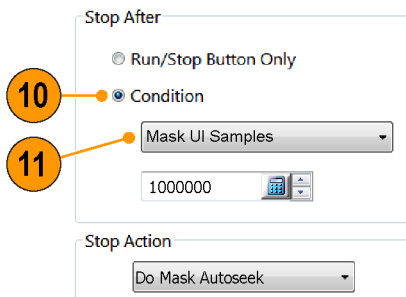 Stop After
Run/Stop Button Only
10
Condition
Mask UI Samples
11
1000000
Stop Action
Do Mask Autoseek